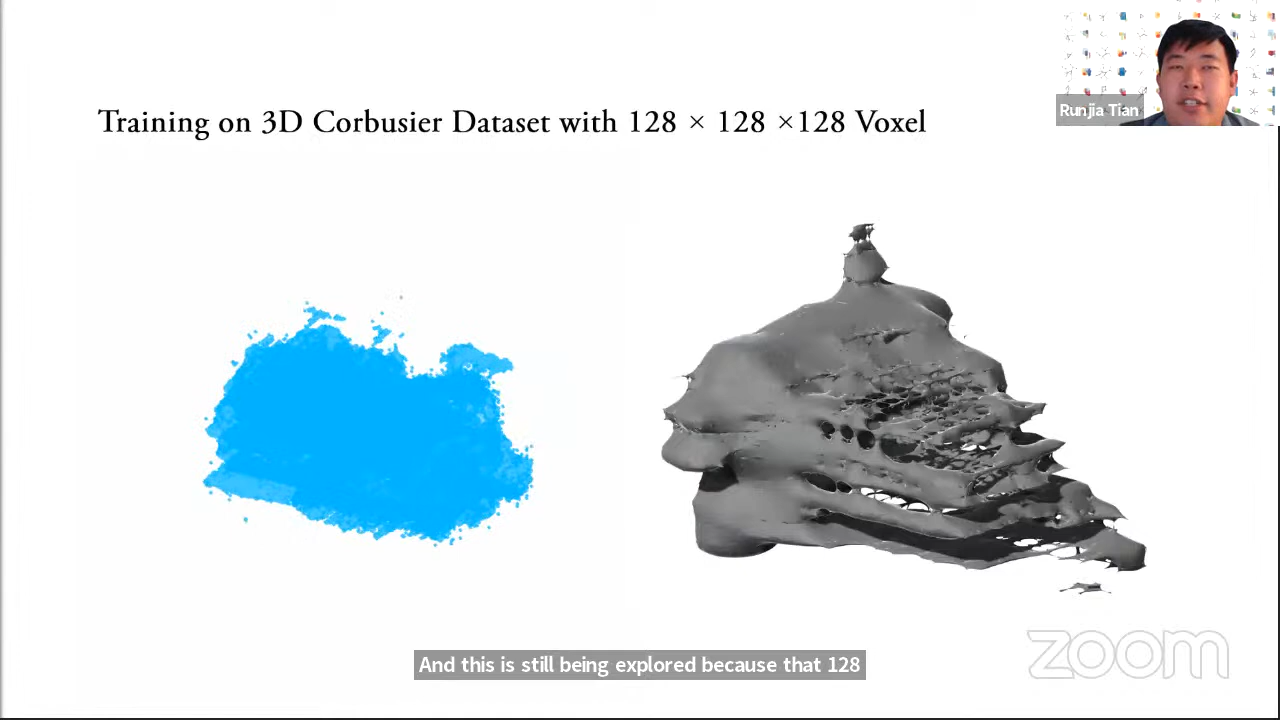 Training on 3D Corbusier Dataset with 128 × 128 ×128 Voxel
Runjia Tian
And this is still being explored because that 128
zoom